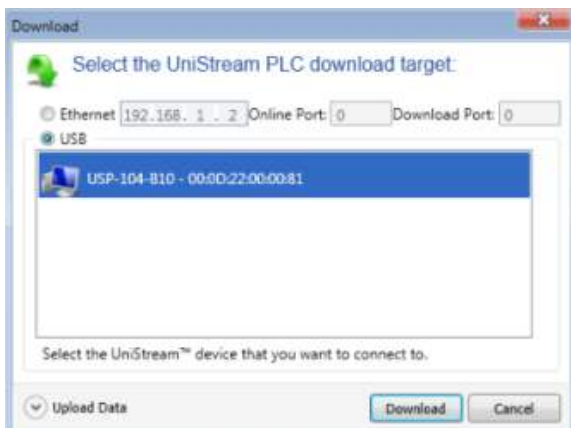 Download
Select the UniStream PLC download target:
Ethernet 192.168. 1 . 2 Online Port: 0 Download Port: 0
USB
USP-104-B10 - 00:0D:22:00:00:81
Select the UniStream™ device that you want to connect to.
Upload Data Download Cancel